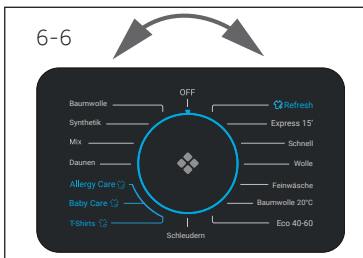 6-6
OFF
Baumwolle
Synthetik
Mix
Daunen
Allergy Care
Baby Care
T-Shirts
Schleudern
Refresh
Express 15'
Schnell
Wolle
Feinwäsche
Baumwolle 20°C
Eco 40-60